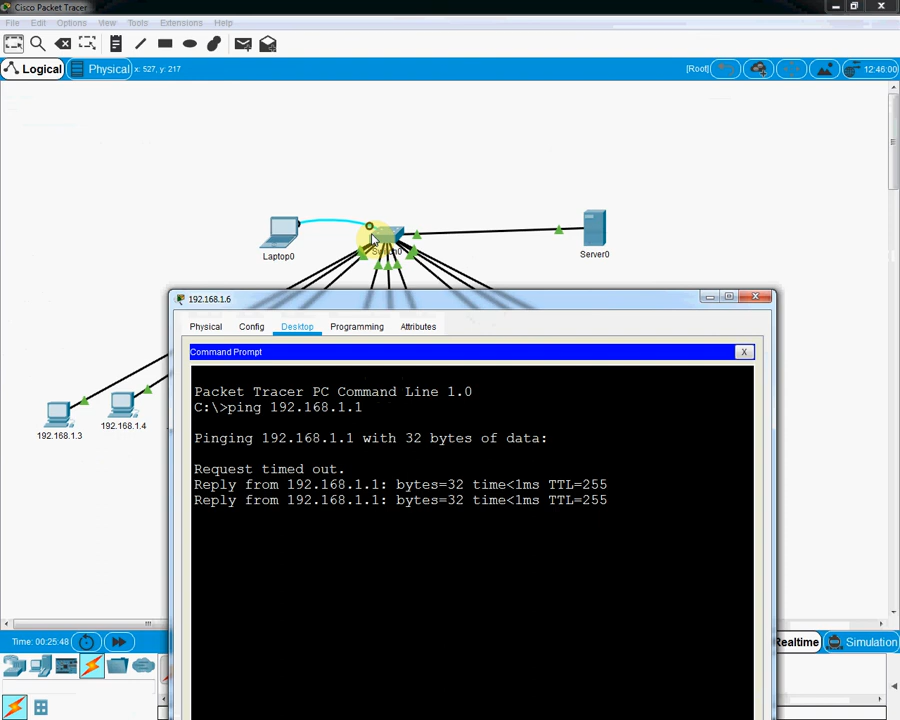 Cisco Packet Tracer
File Edit Options View Tools Extensions Help
Logical Physical x: 527, y: 217 [Root] 12:46:00
Laptop0
Switch0
Server0
192.168.1.3
192.168.1.4
192.168.1.6
Physical Config Desktop Programming Attributes
Command Prompt X
Packet Tracer PC Command Line 1.0
C:\>ping 192.168.1.1
Pinging 192.168.1.1 with 32 bytes of data:
Request timed out.
Reply from 192.168.1.1: bytes=32 time<1ms TTL=255
Reply from 192.168.1.1: bytes=32 time<1ms TTL=255
Time: 00:25:48 Realtime Simulation